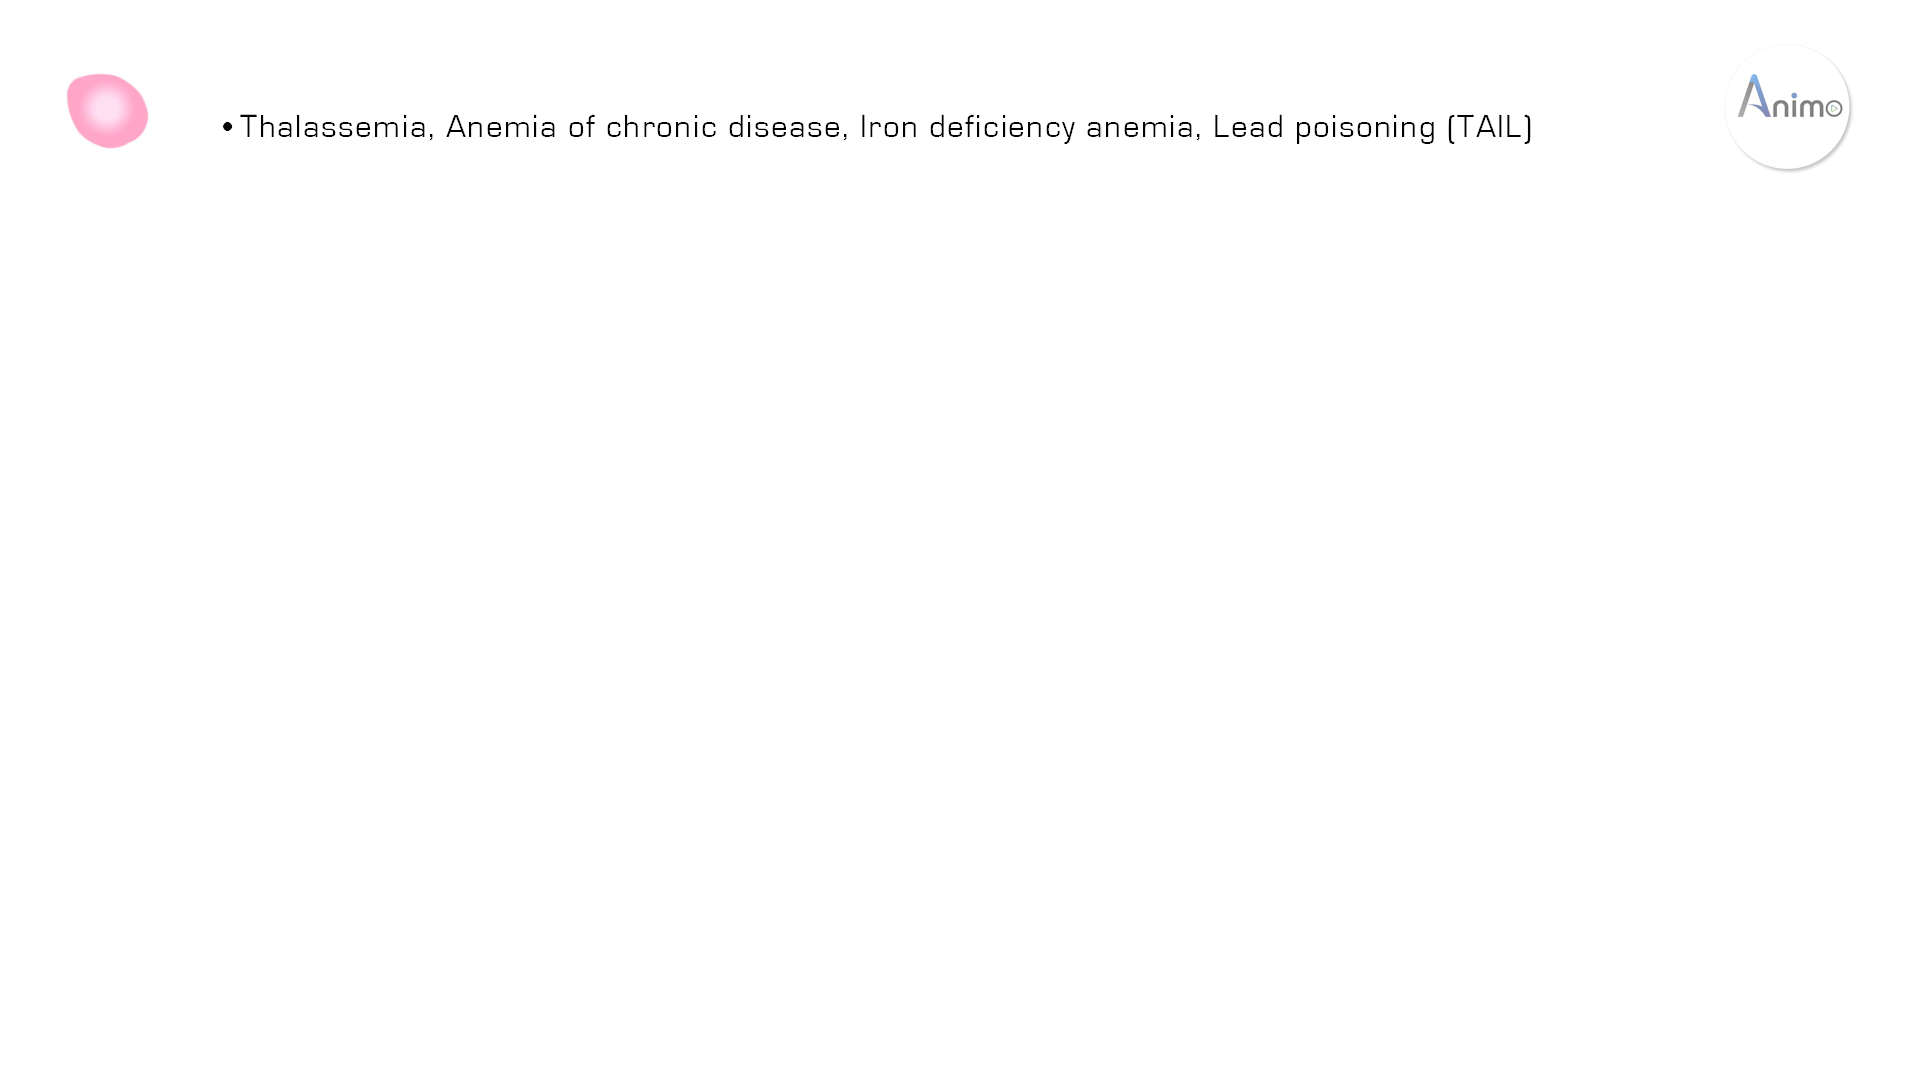 • Thalassemia, Anemia of chronic disease, Iron deficiency anemia, Lead poisoning (TAIL)
Animo